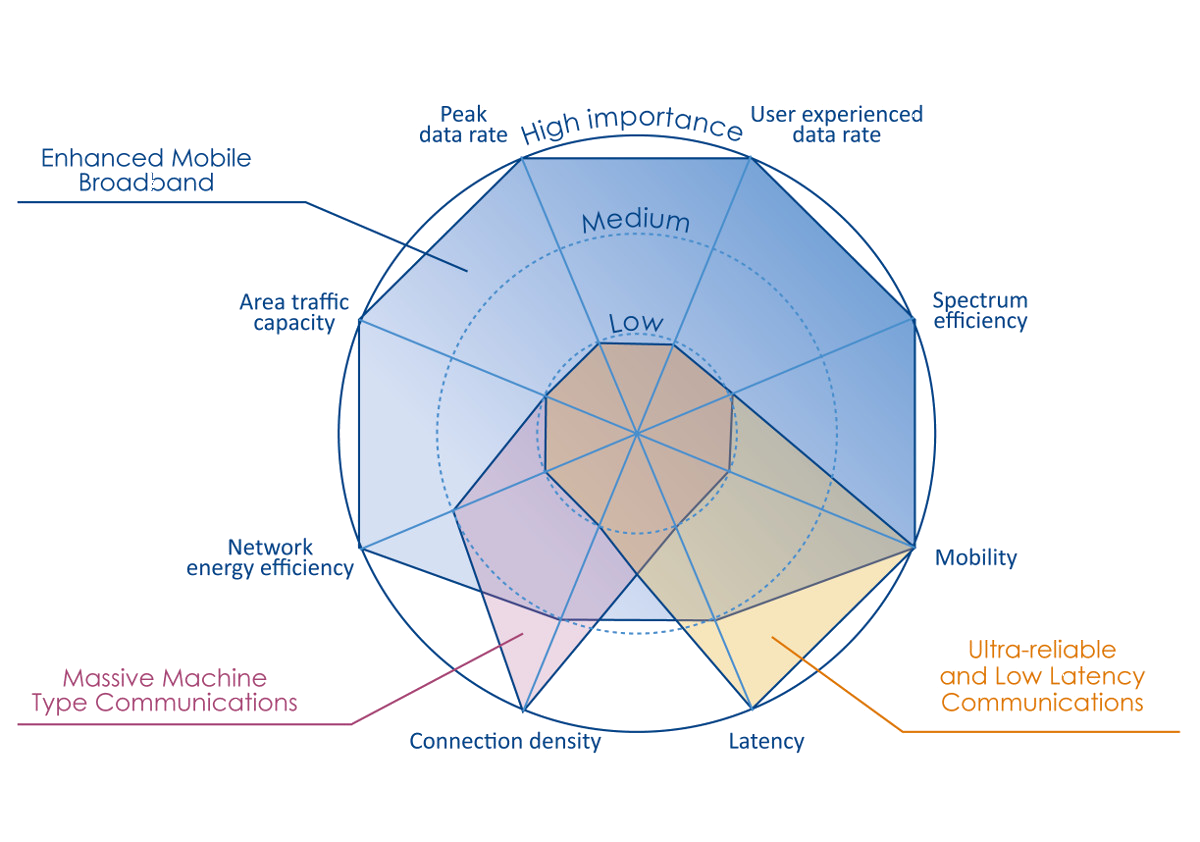 Peak
data rate
High importance
User experienced
data rate
Enhanced Mobile
Broadband
Medium
Area traffic
capacity
Spectrum
efficiency
Low
Network
energy efficiency
Mobility
Massive Machine
Type Communications
Ultra-reliable
and Low Latency
Communications
Connection density
Latency